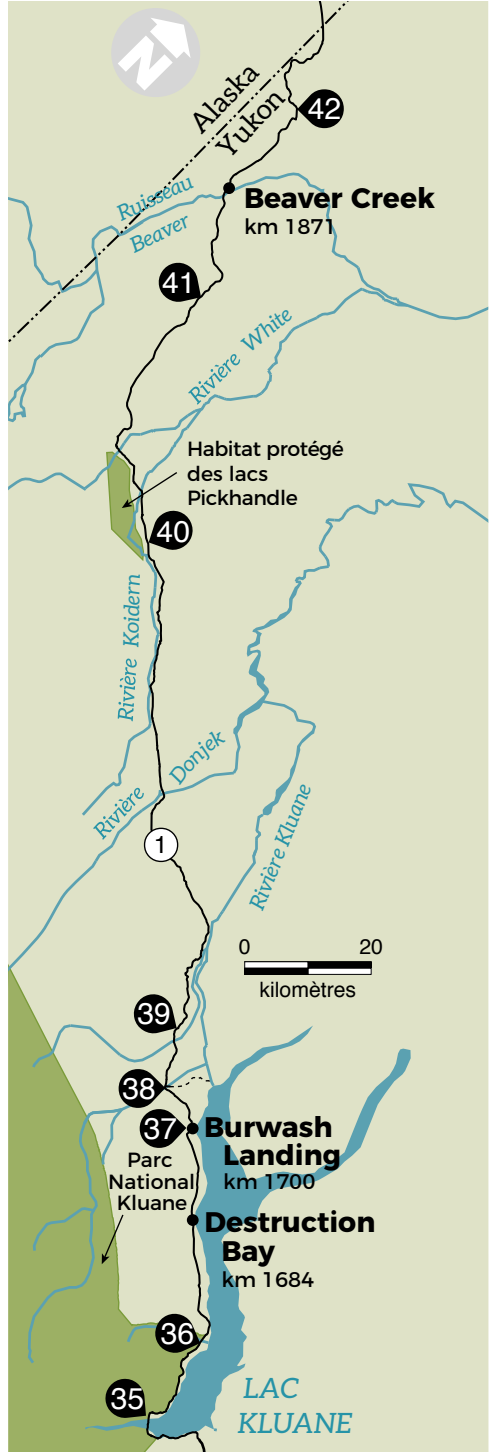 N
Alaska
Yukon
42
Ruisseau
Beaver
Beaver Creek
km 1871
41
Rivière White
Habitat protégé
des lacs
Pickhandle
40
Rivière Koidern
Rivière Donjek
1
Rivière Kluane
0 20
kilomètres
39
38
37
Burwash
Landing
km 1700
Parc
National
Kluane
Destruction
Bay
km 1684
36
35
LAC
KLUANE